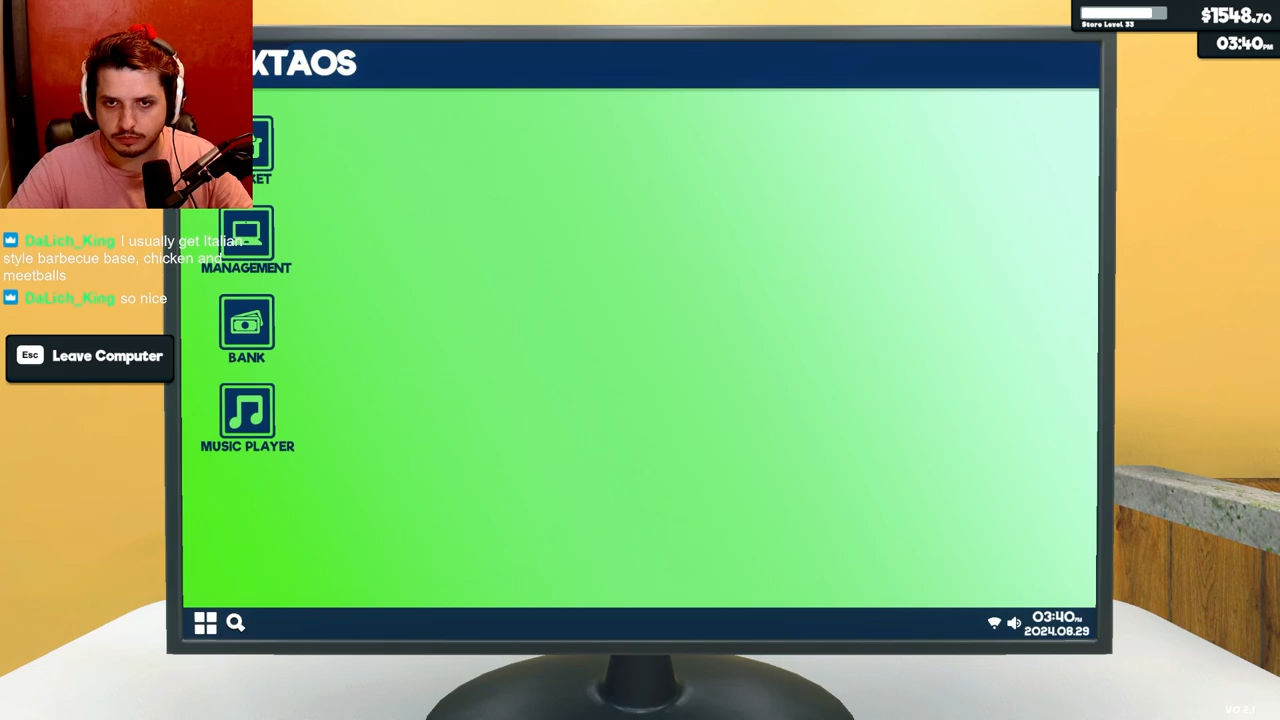 $1548.70
Store Level 33
03:40PM
KTAOS
KET
DaLich_King I usually get Italian
style barbecue base, chicken and
meetballs
MANAGEMENT
DaLich_King so nice
Esc Leave Computer
BANK
MUSIC PLAYER
03:40PM
2024.08.29